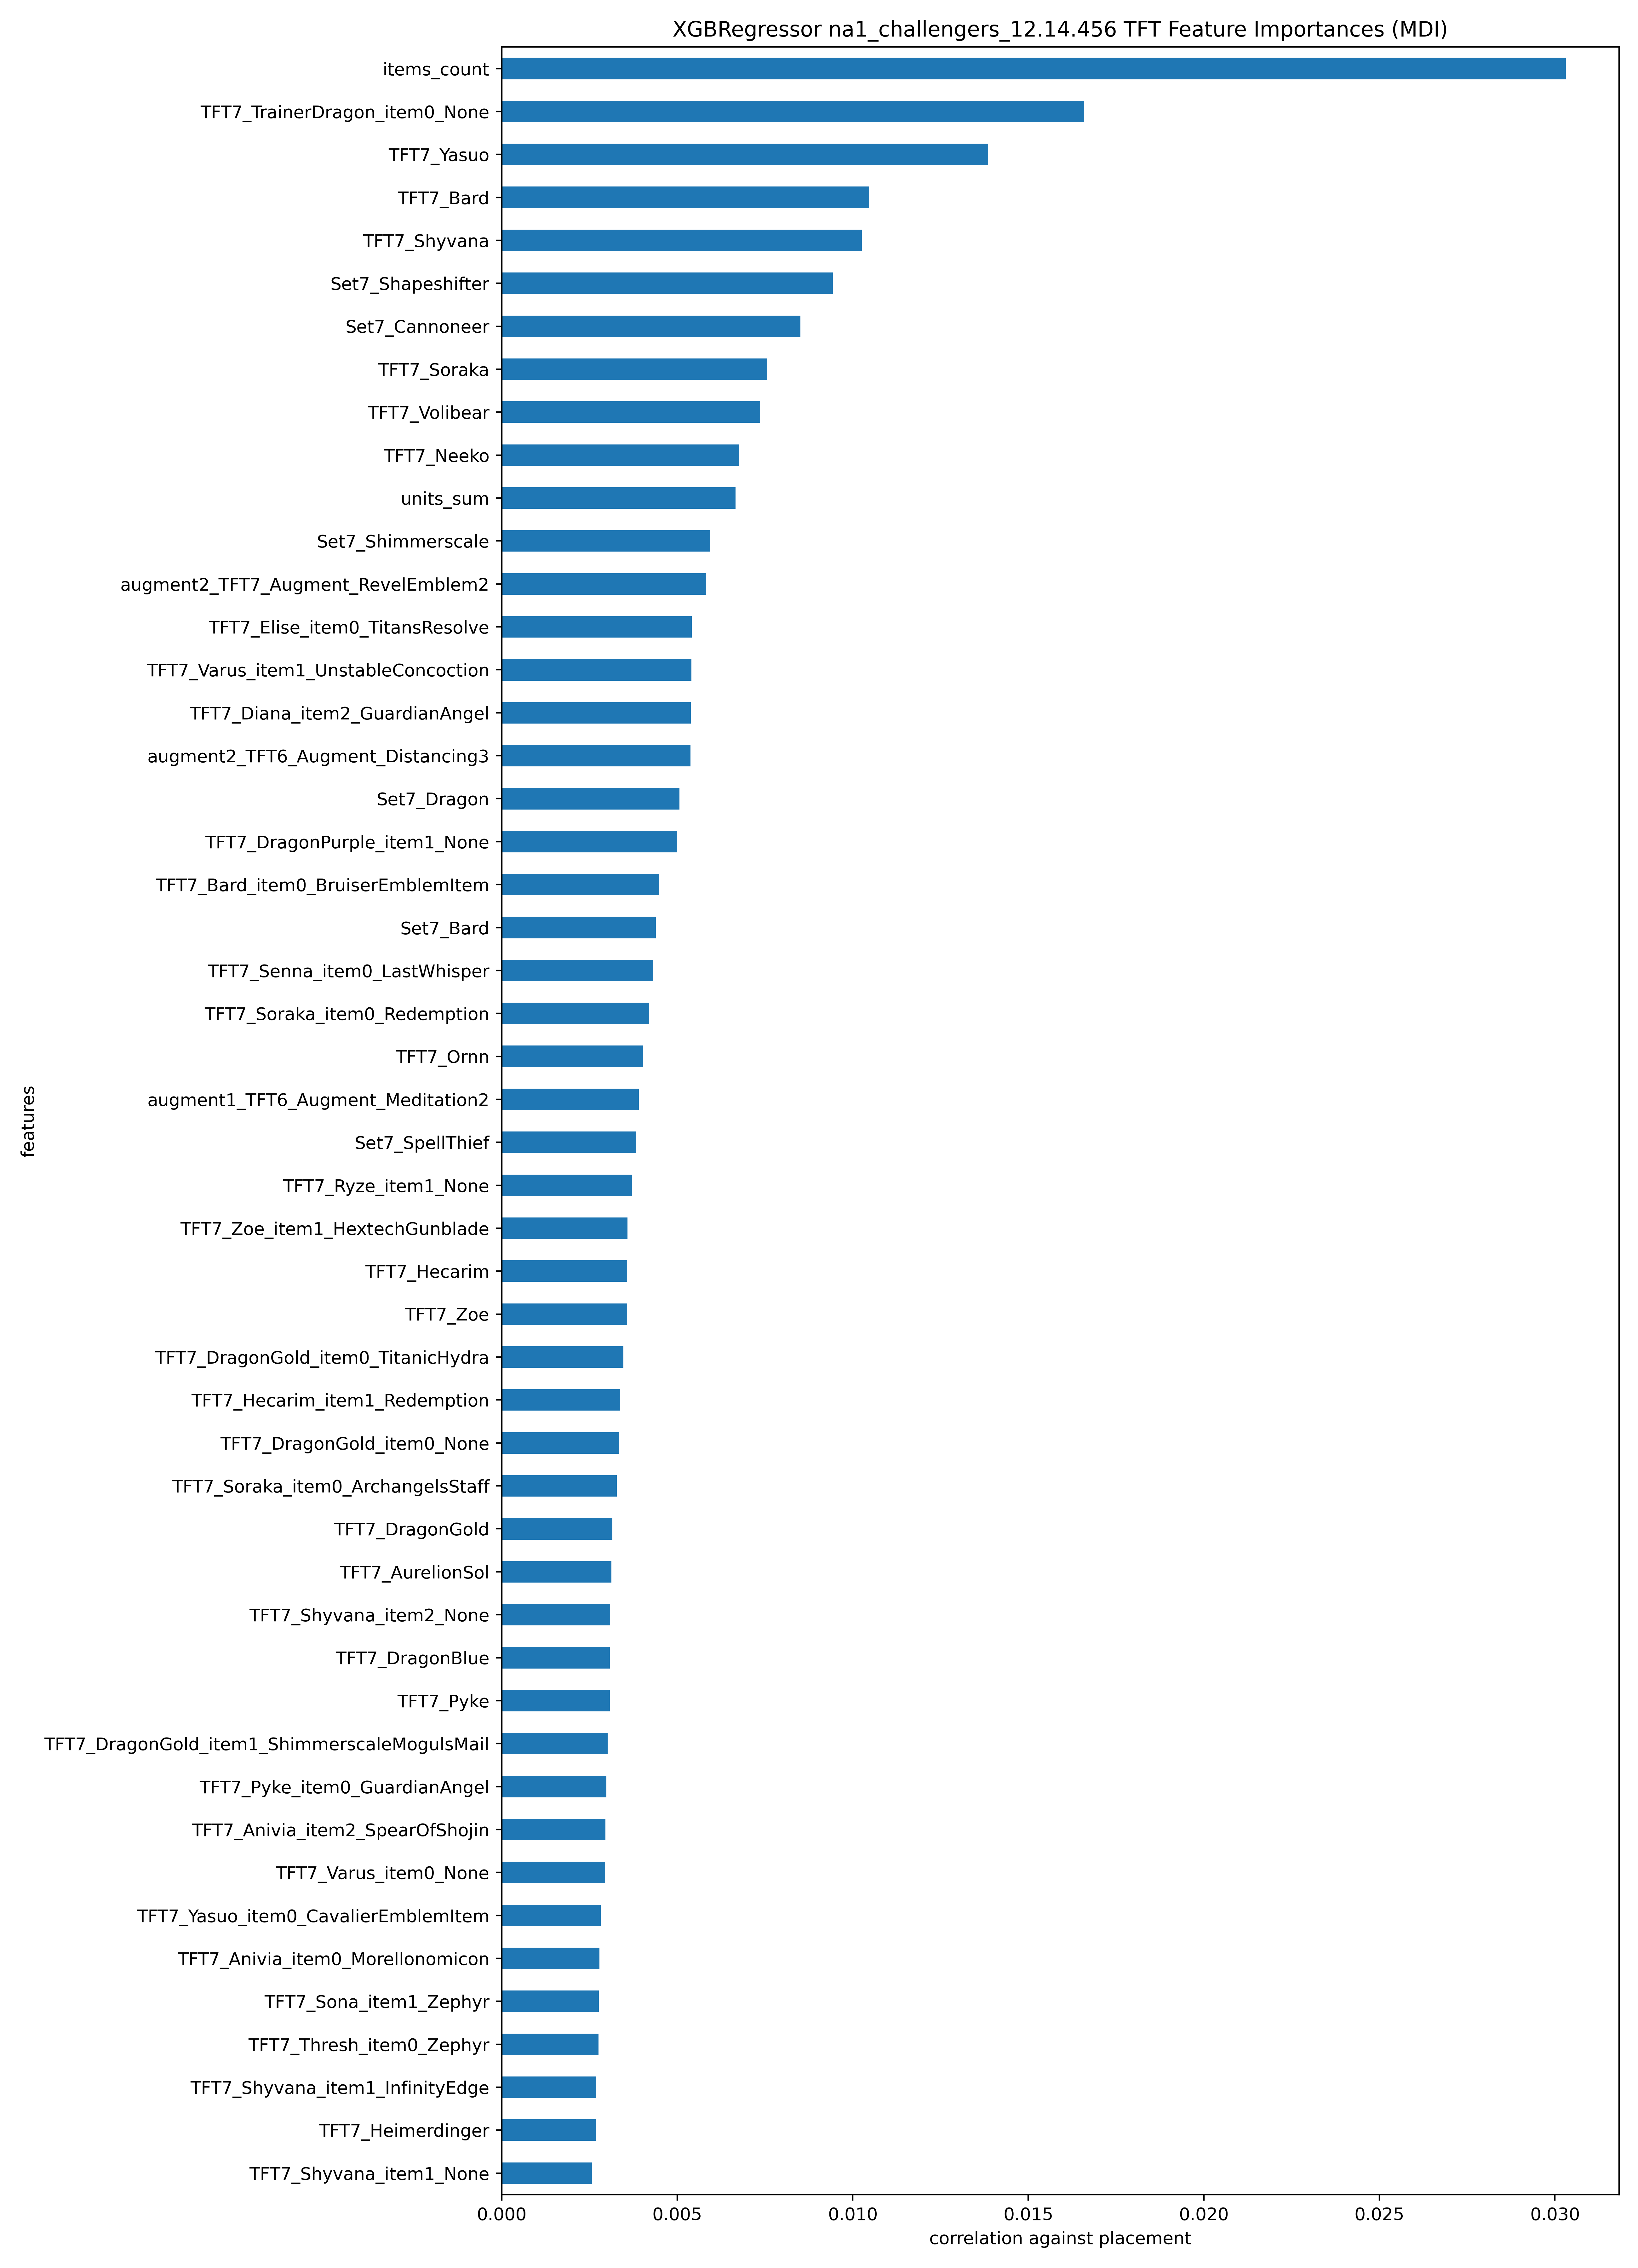 XGBRegressor na1_challengers_12.14.456 TFT Feature Importances (MDI)
items_count
TFT7_TrainerDragon_item0_None
TFT7_Yasuo
TFT7_Bard
TFT7_Shyvana
Set7_Shapeshifter
Set7_Cannoneer
TFT7_Soraka
TFT7_Volibear
TFT7_Neeko
units_sum
Set7_Shimmerscale
augment2_TFT7_Augment_RevelEmblem2
TFT7_Elise_item0_TitansResolve
TFT7_Varus_item1_UnstableConcoction
TFT7_Diana_item2_GuardianAngel
augment2_TFT6_Augment_Distancing3
Set7_Dragon
TFT7_DragonPurple_item1_None
TFT7_Bard_item0_BruiserEmblemItem
Set7_Bard
TFT7_Senna_item0_LastWhisper
TFT7_Soraka_item0_Redemption
TFT7_Ornn
augment1_TFT6_Augment_Meditation2
Set7_SpellThief
TFT7_Ryze_item1_None
TFT7_Zoe_item1_HextechGunblade
TFT7_Hecarim
TFT7_Zoe
TFT7_DragonGold_item0_TitanicHydra
TFT7_Hecarim_item1_Redemption
TFT7_DragonGold_item0_None
TFT7_Soraka_item0_ArchangelsStaff
TFT7_DragonGold
TFT7_AurelionSol
TFT7_Shyvana_item2_None
TFT7_DragonBlue
TFT7_Pyke
TFT7_DragonGold_item1_ShimmerscaleMogulsMail
TFT7_Pyke_item0_GuardianAngel
TFT7_Anivia_item2_SpearOfShojin
TFT7_Varus_item0_None
TFT7_Yasuo_item0_CavalierEmblemItem
TFT7_Anivia_item0_Morellonomicon
TFT7_Sona_item1_Zephyr
TFT7_Thresh_item0_Zephyr
TFT7_Shyvana_item1_InfinityEdge
TFT7_Heimerdinger
TFT7_Shyvana_item1_None
features
0.000 0.005 0.010 0.015 0.020 0.025 0.030
correlation against placement